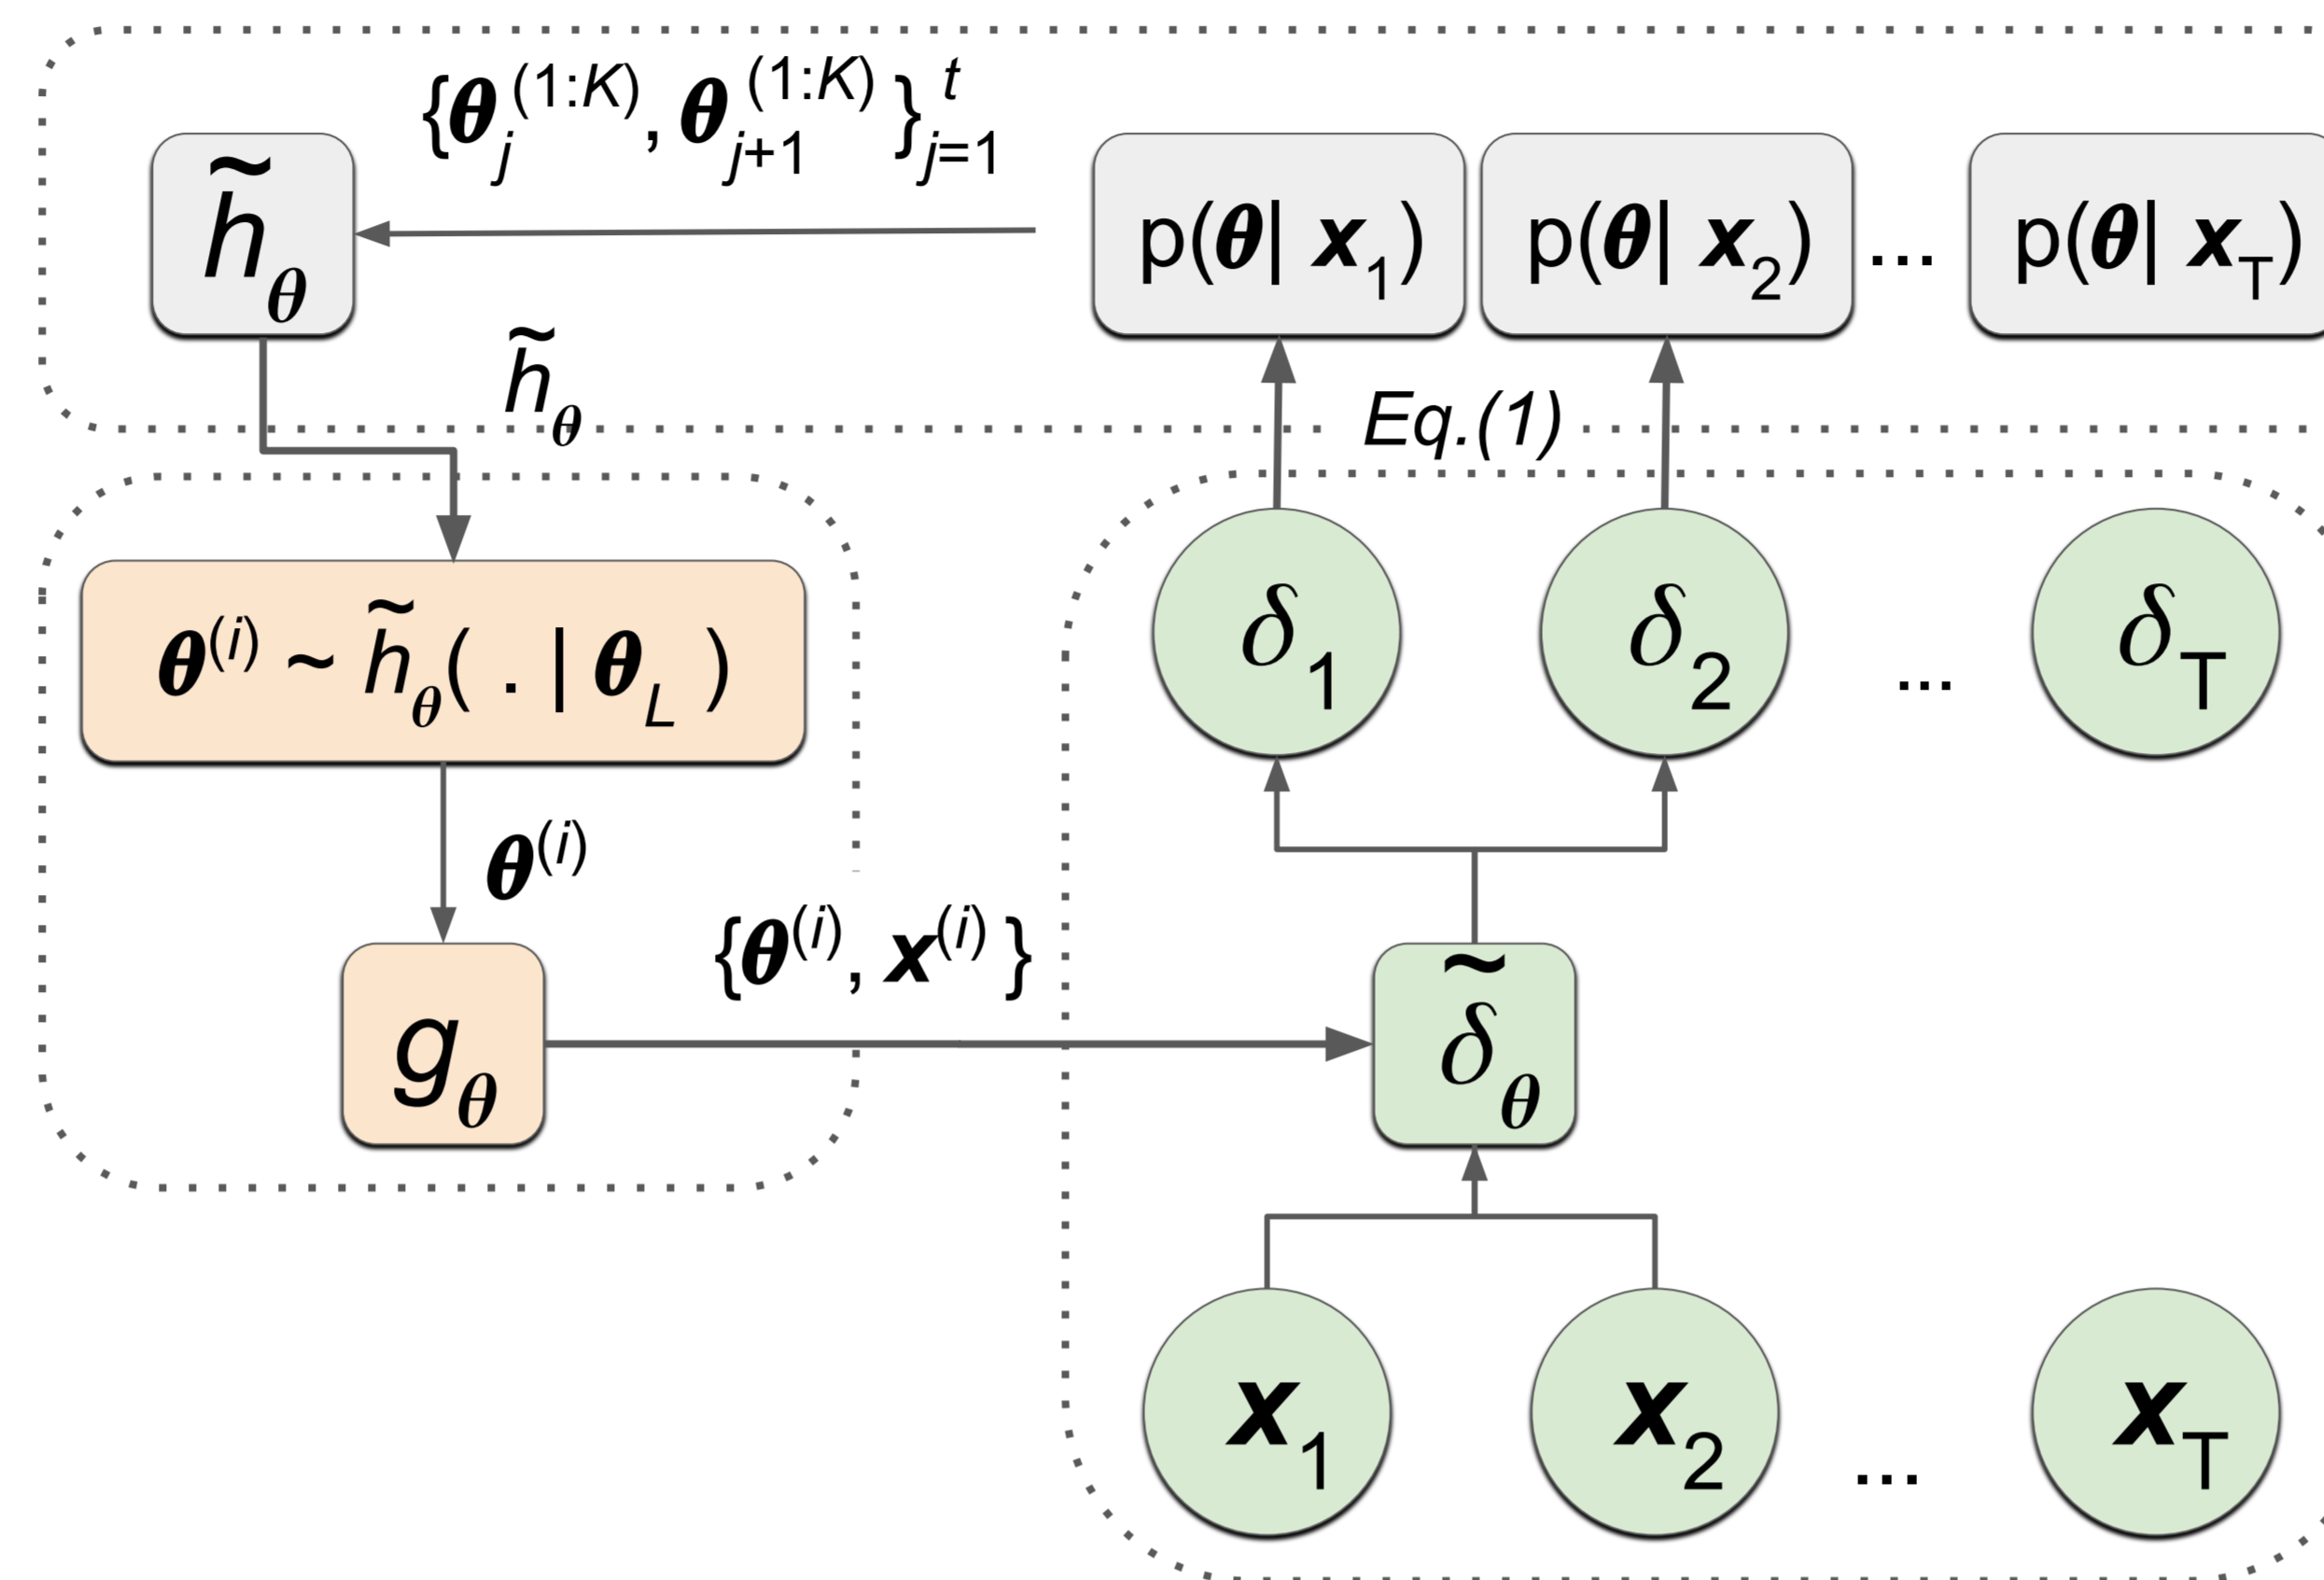 {θ_j^(1:K), θ_{j+1}^(1:K)}_{j=1}^t
h̃_θ
p(θ| x_1) p(θ| x_2) ... p(θ| x_T)
h̃_θ
Eq.(1)
θ^(i) ~ h̃_θ( . | θ_L )
δ_1 δ_2 ... δ_T
θ^(i)
{θ^(i), x^(i)}
g_θ
δ̃_θ
x_1 x_2 ... x_T